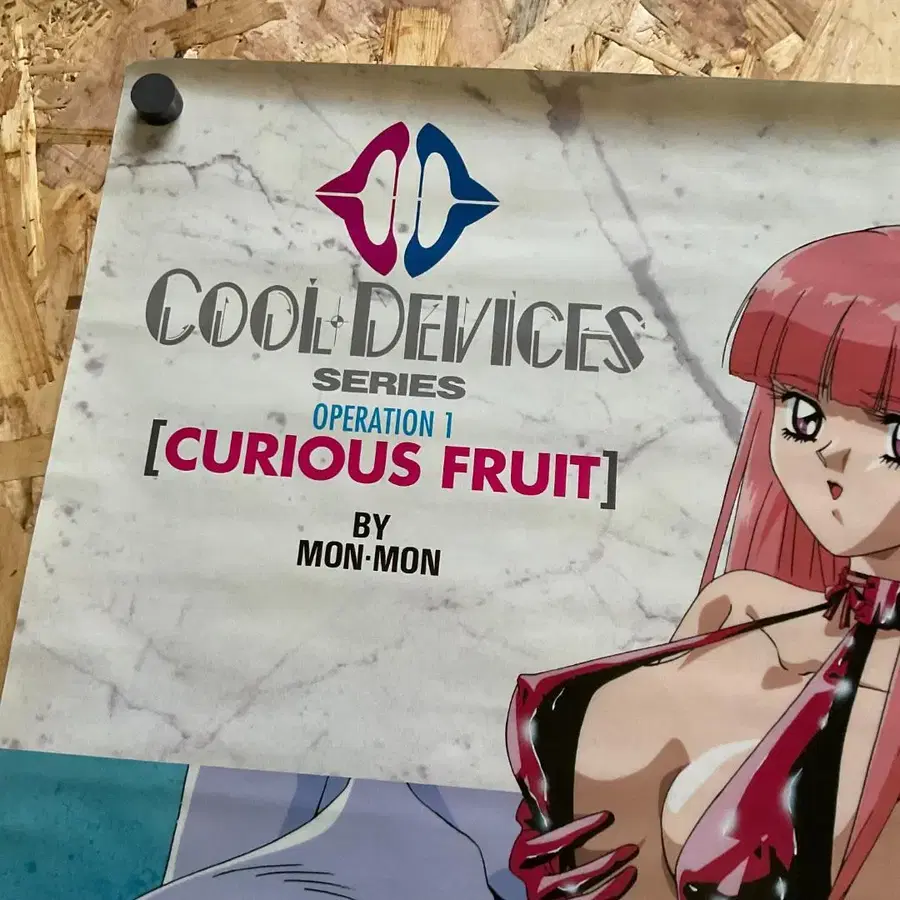 COOL DEVICES
SERIES
OPERATION 1
[CURIOUS FRUIT]
BY
MON·MON